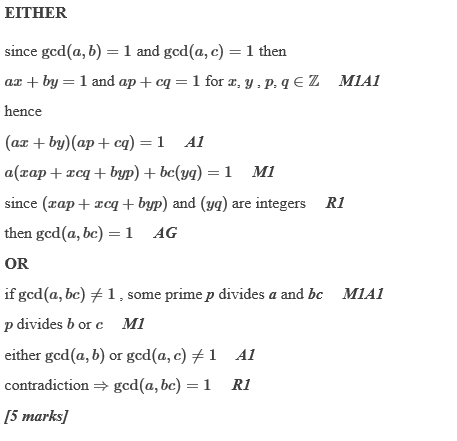 EITHER
since gcd(a, b) = 1 and gcd(a, c) = 1 then
ax + by = 1 and ap + cq = 1 for x, y , p, q ∈ ℤ M1A1
hence
(ax + by)(ap + cq) = 1 A1
a(xap + xcq + byp) + bc(yq) = 1 M1
since (xap + xcq + byp) and (yq) are integers R1
then gcd(a, bc) = 1 AG
OR
if gcd(a, bc) ≠ 1 , some prime p divides a and bc M1A1
p divides b or c M1
either gcd(a, b) or gcd(a, c) ≠ 1 A1
contradiction ⇒ gcd(a, bc) = 1 R1
[5 marks]